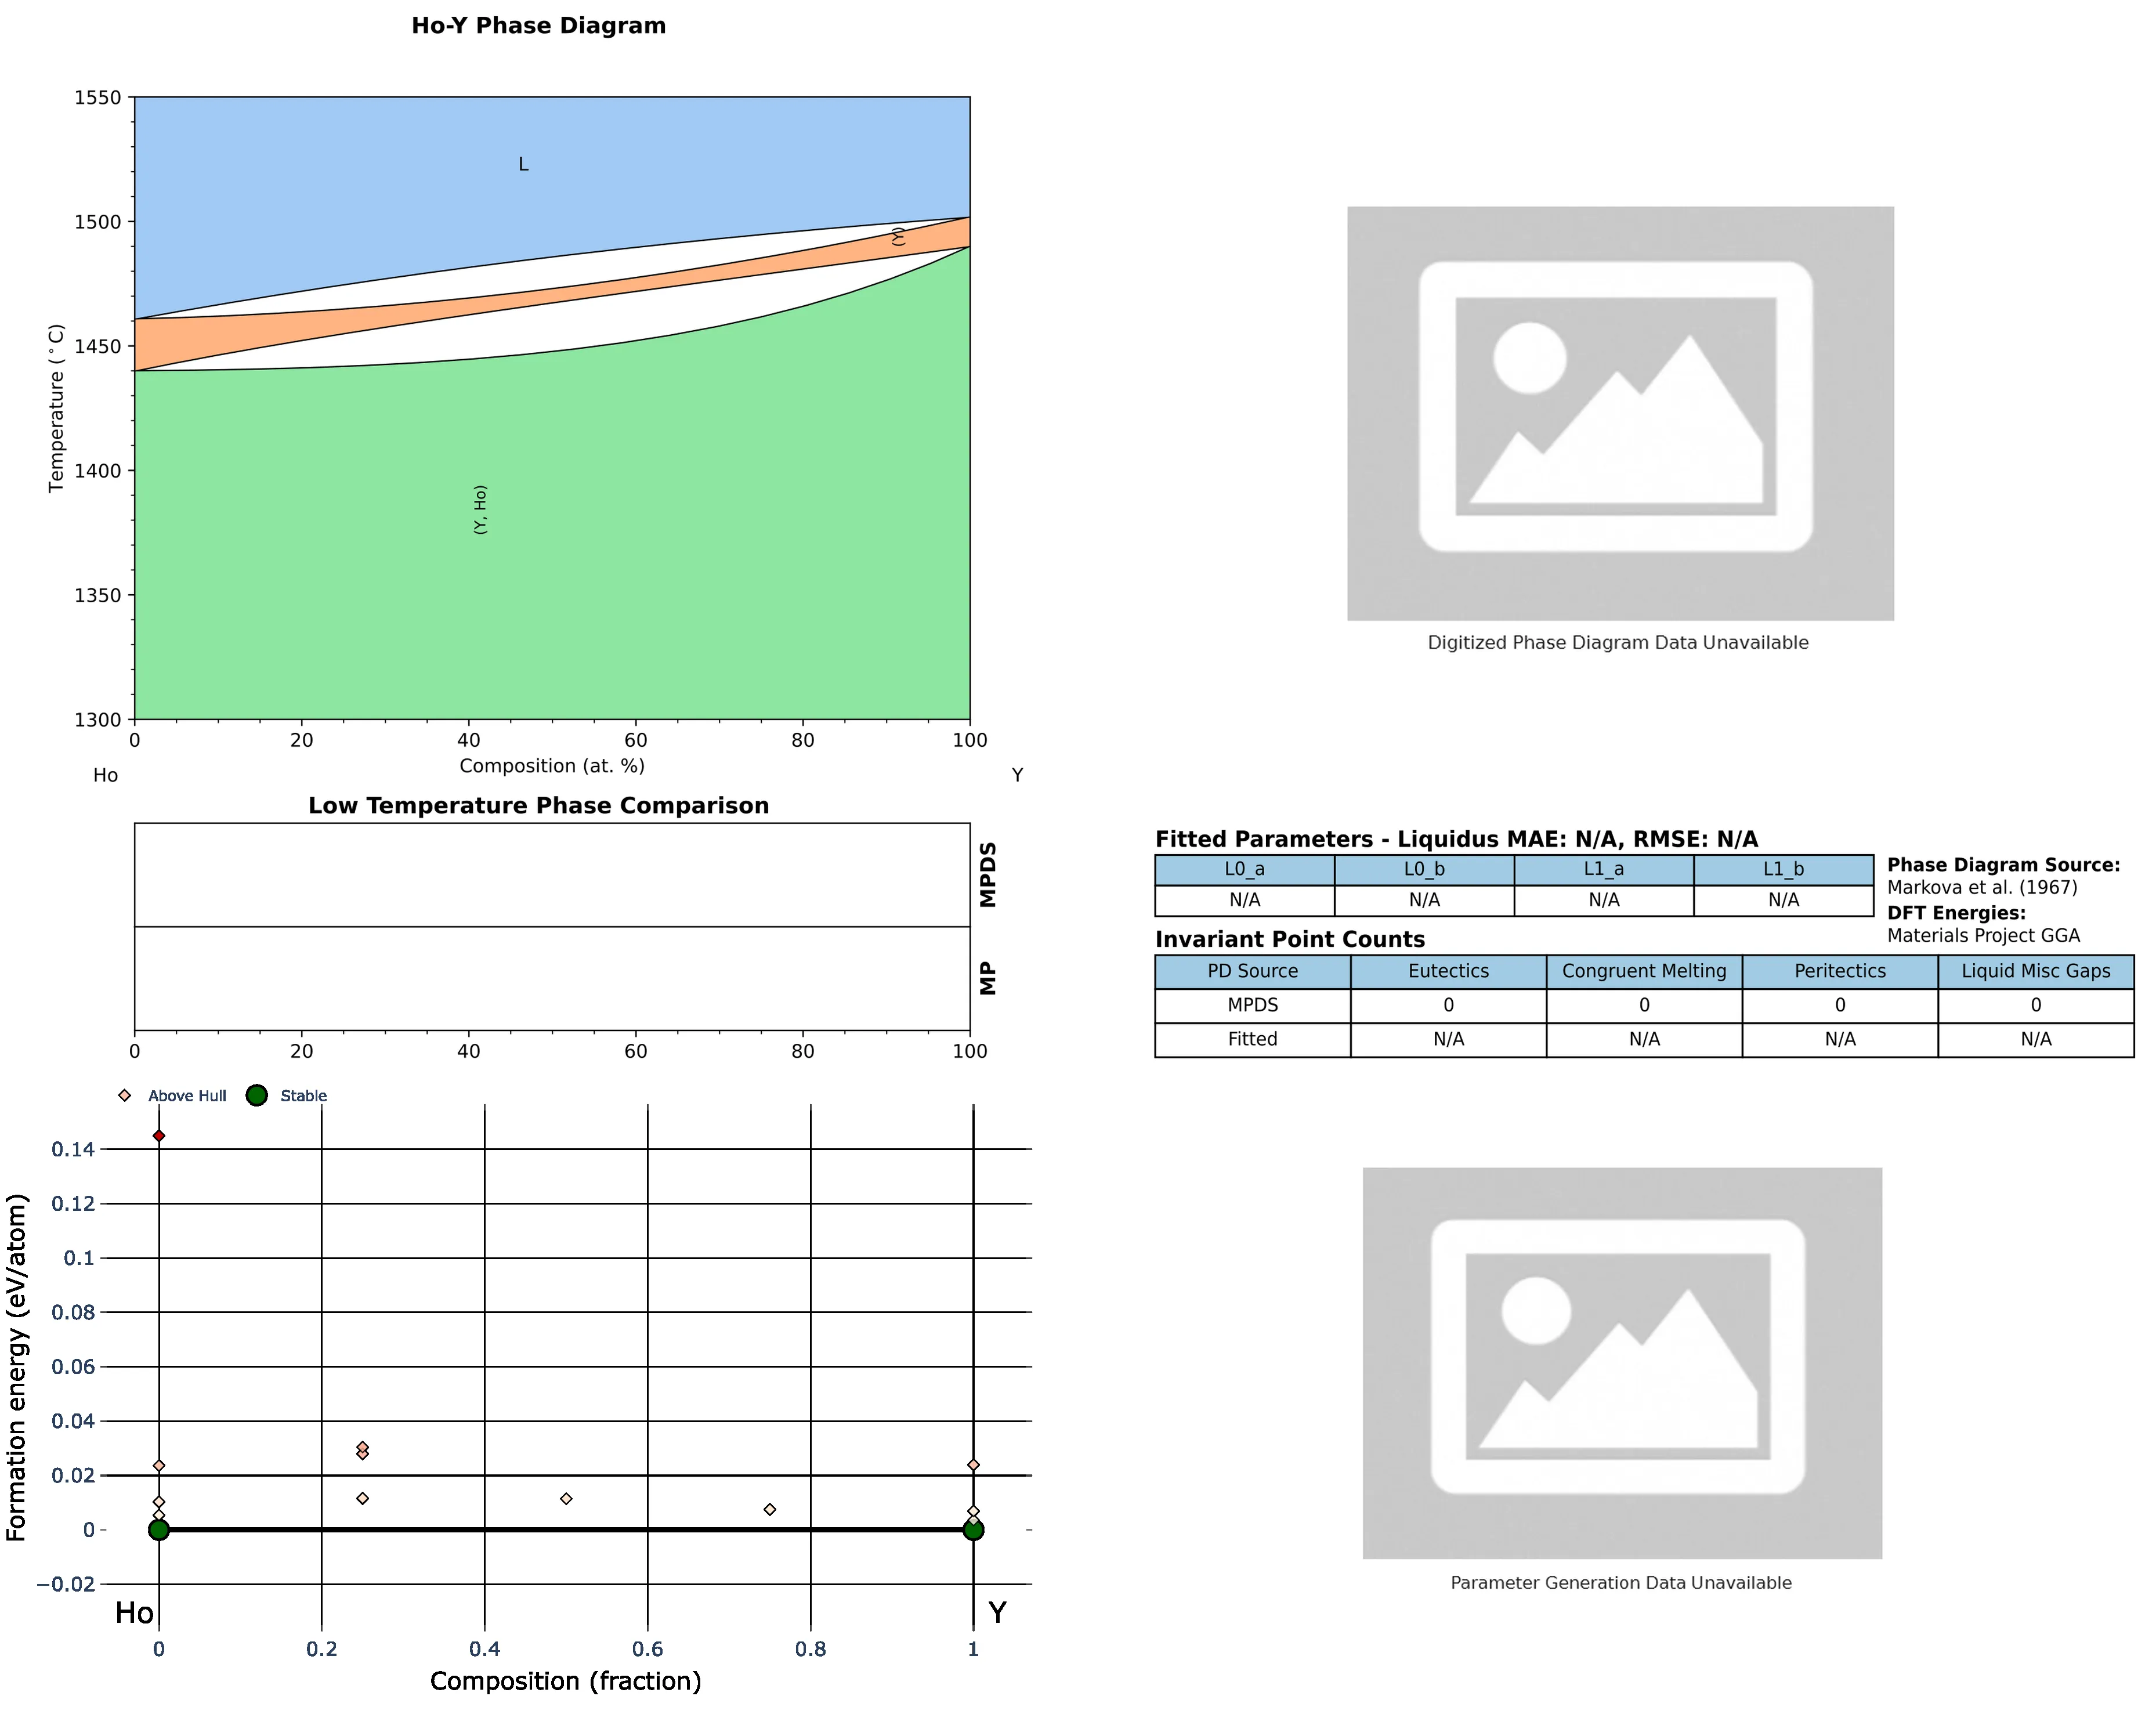 Ho-Y Phase Diagram
1550
1500
1450
1400
1350
1300
Temperature (°C)
L
(Y)
(Y, Ho)
0 20 40 60 80 100
Composition (at. %)
Ho Y
Digitized Phase Diagram Data Unavailable
Low Temperature Phase Comparison
MPDS
MP
0 20 40 60 80 100
Fitted Parameters - Liquidus MAE: N/A, RMSE: N/A
L0_a L0_b L1_a L1_b
N/A N/A N/A N/A
Phase Diagram Source:
Markova et al. (1967)
DFT Energies:
Materials Project GGA
Invariant Point Counts
PD Source Eutectics Congruent Melting Peritectics Liquid Misc Gaps
MPDS 0 0 0 0
Fitted N/A N/A N/A N/A
Above Hull Stable
0.14
0.12
0.1
0.08
0.06
0.04
0.02
0
−0.02
Formation energy (eV/atom)
Ho Y
0 0.2 0.4 0.6 0.8 1
Composition (fraction)
Parameter Generation Data Unavailable